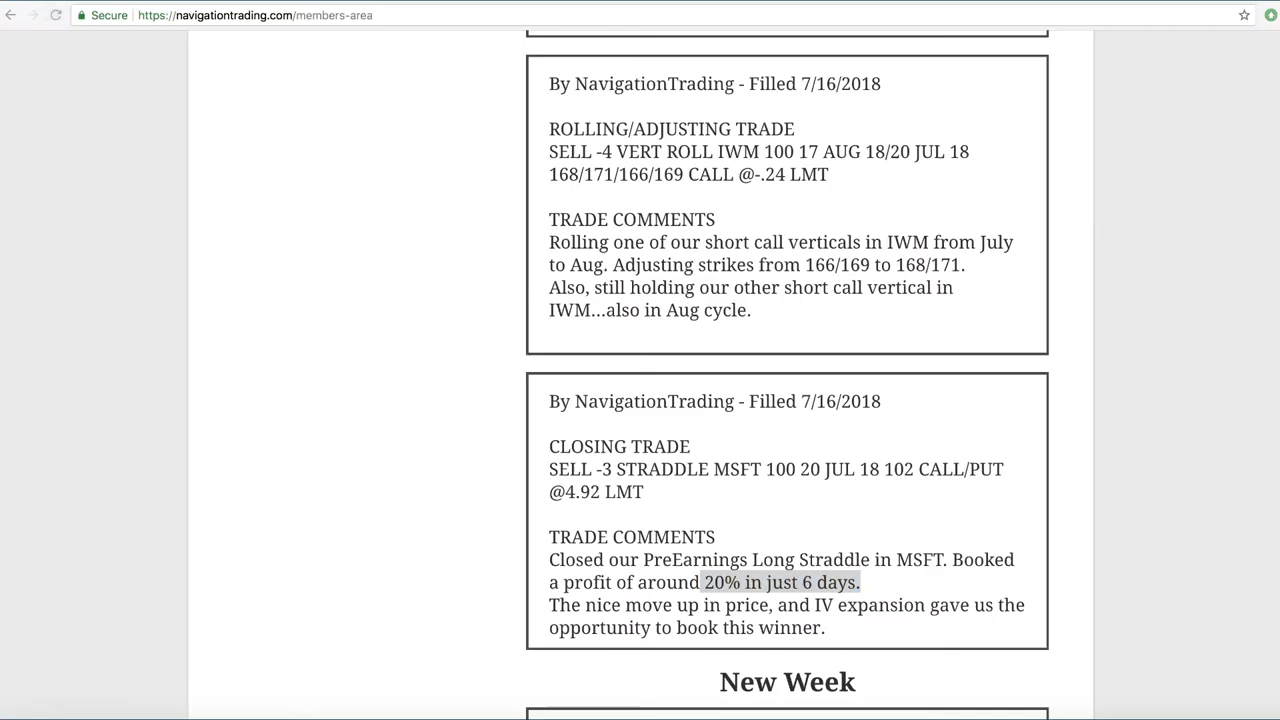 Secure https://navigationtrading.com/members-area
By NavigationTrading - Filled 7/16/2018
ROLLING/ADJUSTING TRADE
SELL -4 VERT ROLL IWM 100 17 AUG 18/20 JUL 18
168/171/166/169 CALL @-.24 LMT
TRADE COMMENTS
Rolling one of our short call verticals in IWM from July
to Aug. Adjusting strikes from 166/169 to 168/171.
Also, still holding our other short call vertical in
IWM...also in Aug cycle.
By NavigationTrading - Filled 7/16/2018
CLOSING TRADE
SELL -3 STRADDLE MSFT 100 20 JUL 18 102 CALL/PUT
@4.92 LMT
TRADE COMMENTS
Closed our PreEarnings Long Straddle in MSFT. Booked
a profit of around 20% in just 6 days.
The nice move up in price, and IV expansion gave us the
opportunity to book this winner.
New Week